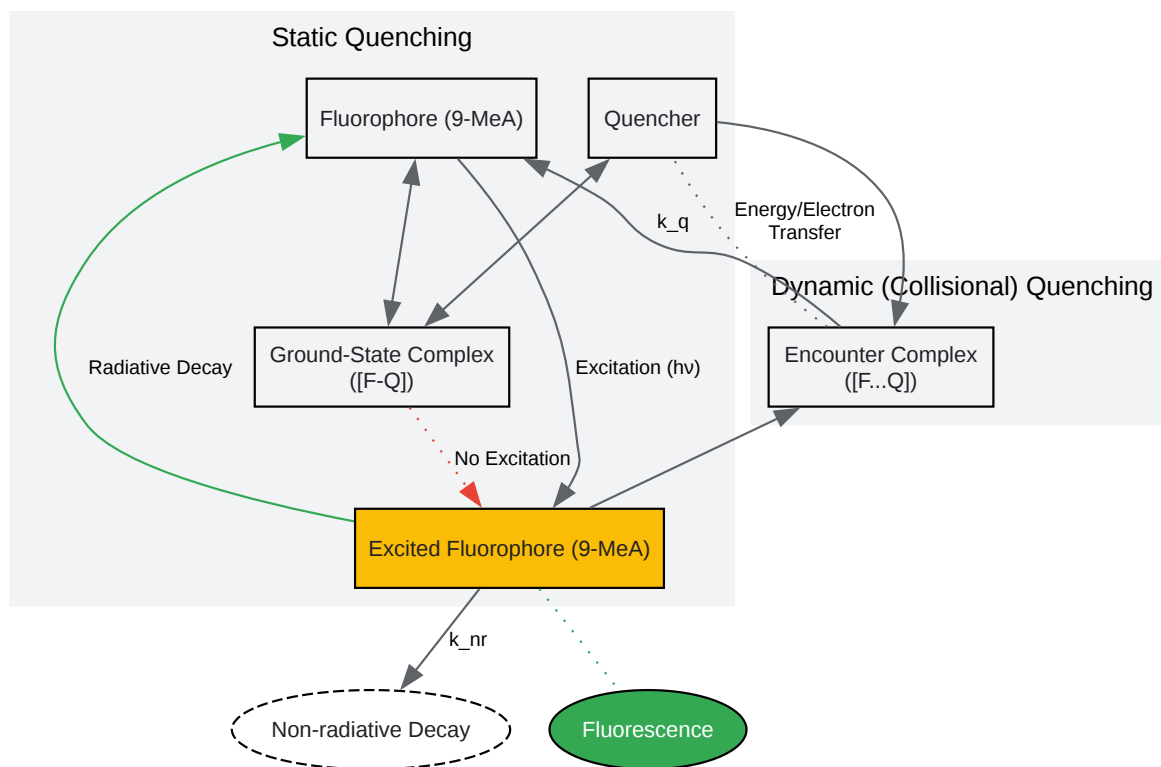 Static Quenching
Fluorophore (9-MeA)
Quencher
k_q
Energy/Electron
Transfer
Dynamic (Collisional) Quenching
Radiative Decay
Ground-State Complex
([F-Q])
Excitation (hν)
Encounter Complex
([F...Q])
No Excitation
Excited Fluorophore (9-MeA)
k_nr
Non-radiative Decay
Fluorescence